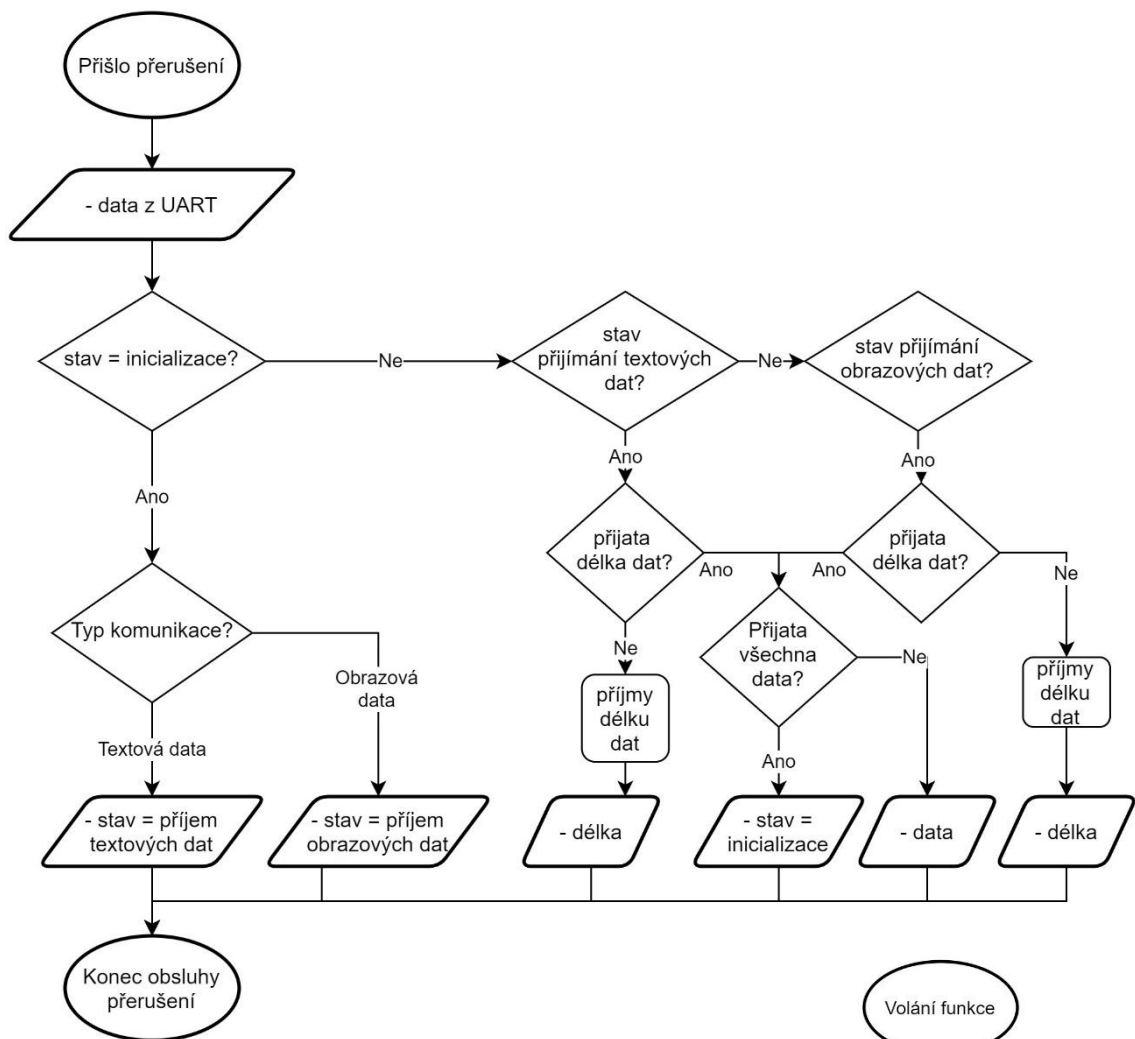 Přišlo přerušení
- data z UART
stav = inicializace?
Ne
stav
přijímání textových
dat?
Ne
stav přijímání
obrazových dat?
Ano
Ano
Ano
přijata
délka dat?
Ano
Ano
přijata
délka dat?
Ne
Typ komunikace?
Obrazová
data
Textová data
Ne
příjmy
délku
dat
Přijata
všechna
data?
Ne
Ano
příjmy
délku
dat
- stav = příjem
textových dat
- stav = příjem
obrazových dat
- délka
- stav =
inicializace
- data
- délka
Konec obsluhy
přerušení
Volání funkce